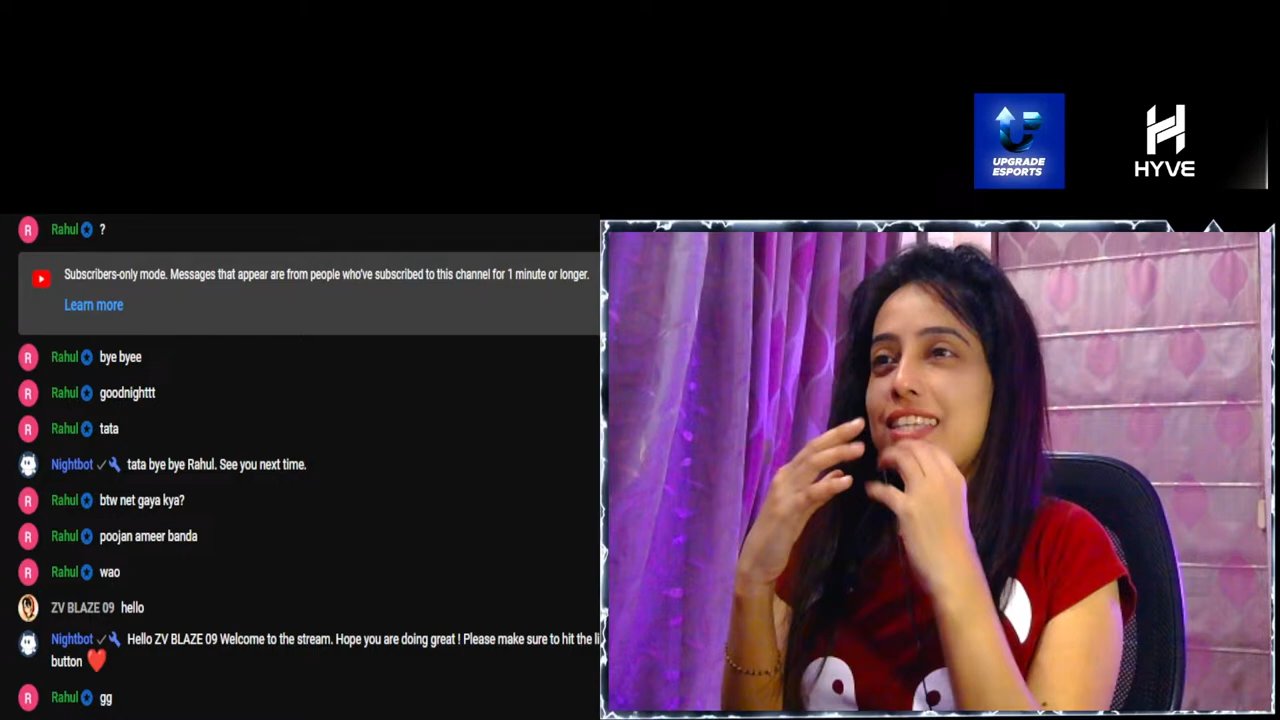 UPGRADE
ESPORTS
HYVE
Rahul ?
Subscribers-only mode. Messages that appear are from people who've subscribed to this channel for 1 minute or longer.
Learn more
Rahul bye byee
Rahul goodnighttt
Rahul tata
Nightbot tata bye bye Rahul. See you next time.
Rahul btw net gaya kya?
Rahul poojan ameer banda
Rahul wao
ZV BLAZE 09 hello
Nightbot Hello ZV BLAZE 09 Welcome to the stream. Hope you are doing great ! Please make sure to hit the li
button ❤️
Rahul gg
R
R
R
R
R
R
R
R